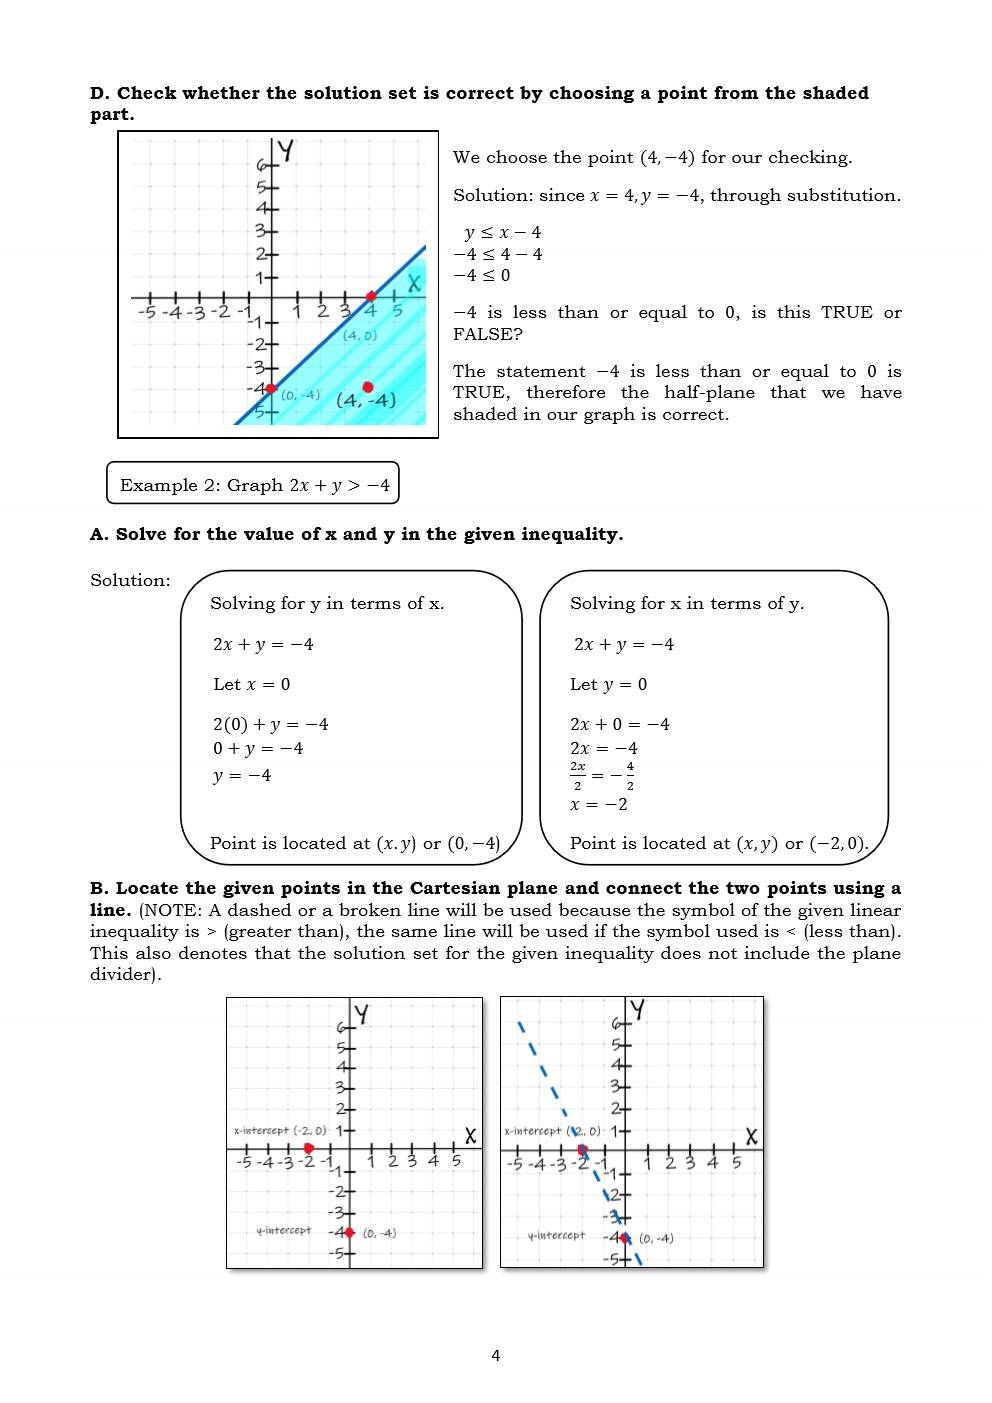 D. Check whether the solution set is correct by choosing a point from the shaded
part.
Y
6
5
4
3
2
1
X
-5 -4 -3 -2 -1 1 2 3 4 5
-1
-2
-3
-4
5
(4, 0)
(0, -4)
(4, -4)
We choose the point (4, −4) for our checking.
Solution: since x = 4, y = −4, through substitution.
y ≤ x − 4
−4 ≤ 4 − 4
−4 ≤ 0
−4 is less than or equal to 0, is this TRUE or
FALSE?
The statement −4 is less than or equal to 0 is
TRUE, therefore the half-plane that we have
shaded in our graph is correct.
Example 2: Graph 2x + y > −4
A. Solve for the value of x and y in the given inequality.
Solution:
Solving for y in terms of x.
2x + y = −4
Let x = 0
2(0) + y = −4
0 + y = −4
y = −4
Point is located at (x.y) or (0, −4)
Solving for x in terms of y.
2x + y = −4
Let y = 0
2x + 0 = −4
2x = −4
2x/2 = −4/2
x = −2
Point is located at (x, y) or (−2, 0).
B. Locate the given points in the Cartesian plane and connect the two points using a
line. (NOTE: A dashed or a broken line will be used because the symbol of the given linear
inequality is > (greater than), the same line will be used if the symbol used is < (less than).
This also denotes that the solution set for the given inequality does not include the plane
divider).
Y
6
5
4
3
2
x-intercept (-2, 0) 1
X
-5 -4 -3 -2 -1 1 2 3 4 5
-1
-2
-3
y-intercept -4 (0, -4)
-5
Y
6
5
4
3
2
x-intercept (-2, 0) 1
X
-5 -4 -3 -2 -1 1 2 3 4 5
-1
-2
-3
y-intercept -4 (0, -4)
-5
4